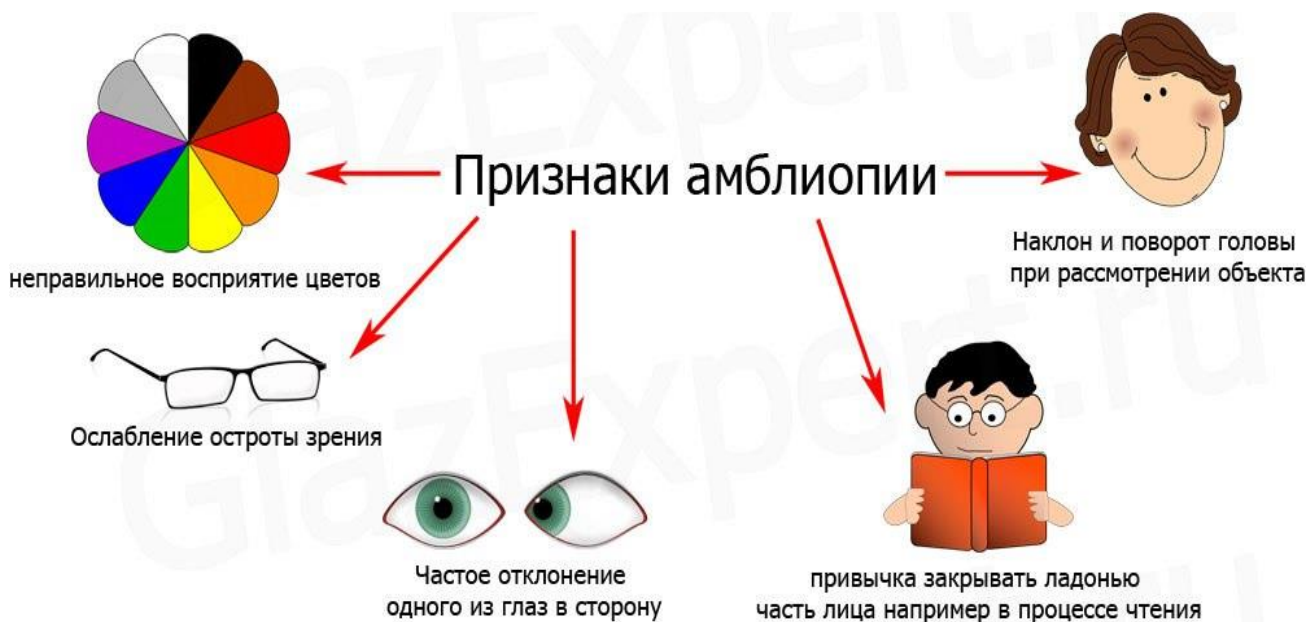 GlazExpert.ru
Признаки амблиопии
неправильное восприятие цветов
Наклон и поворот головы
при рассмотрении объекта
Ослабление остроты зрения
GlazExpert.ru
Частое отклонение
одного из глаз в сторону
привычка закрывать ладонью
часть лица например в процессе чтения